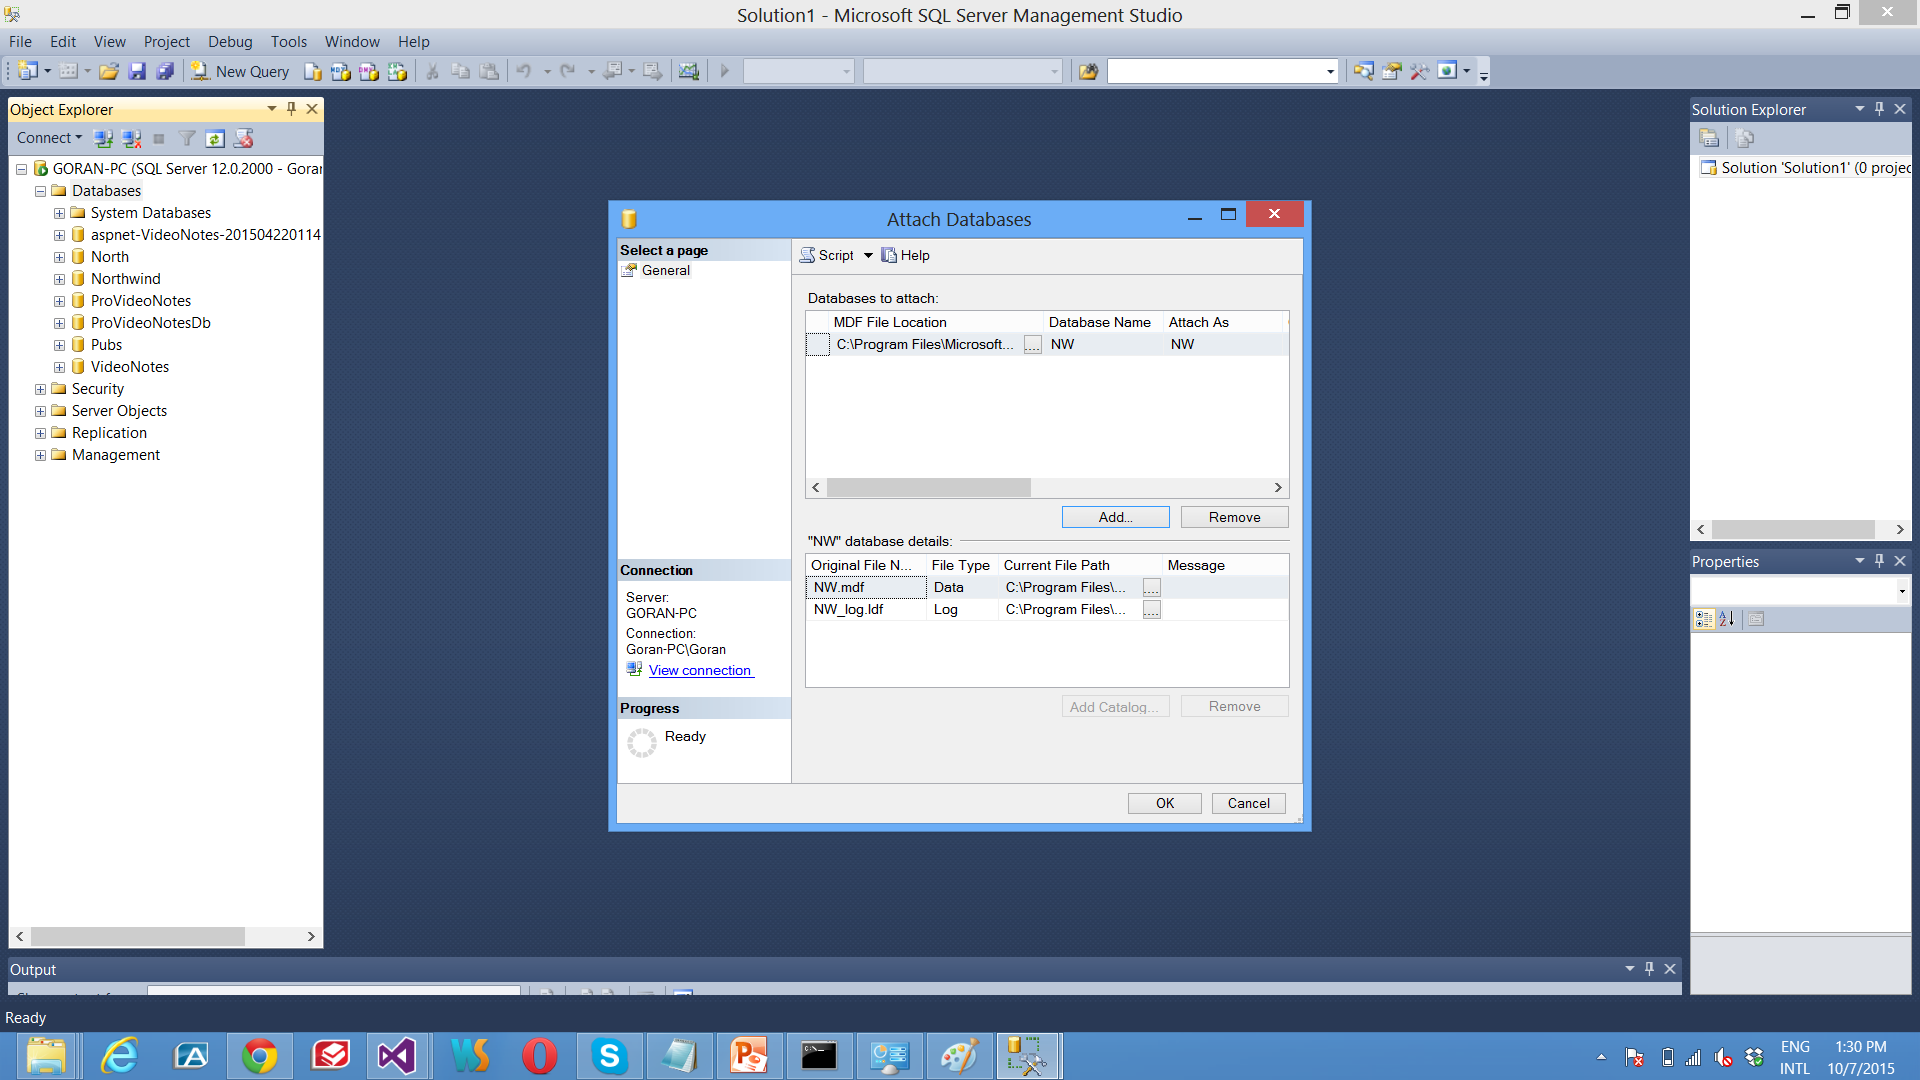 Solution1 - Microsoft SQL Server Management Studio
File Edit View Project Debug Tools Window Help
New Query
Object Explorer
Connect
GORAN-PC (SQL Server 12.0.2000 - Goran
Databases
System Databases
aspnet-VideoNotes-201504220114
North
Northwind
ProVideoNotes
ProVideoNotesDb
Pubs
VideoNotes
Security
Server Objects
Replication
Management
Attach Databases
Select a page
General
Script Help
Databases to attach:
MDF File Location Database Name Attach As
C:\Program Files\Microsoft... ... NW NW
Add... Remove
"NW" database details:
Original File N... File Type Current File Path Message
NW.mdf Data C:\Program Files\... ...
NW_log.ldf Log C:\Program Files\... ...
Add Catalog... Remove
Connection
Server:
GORAN-PC
Connection:
Goran-PC\Goran
View connection
Progress
Ready
OK Cancel
Solution Explorer
Solution 'Solution1' (0 projec
Properties
Output
Ready
ENG 1:30 PM
INTL 10/7/2015